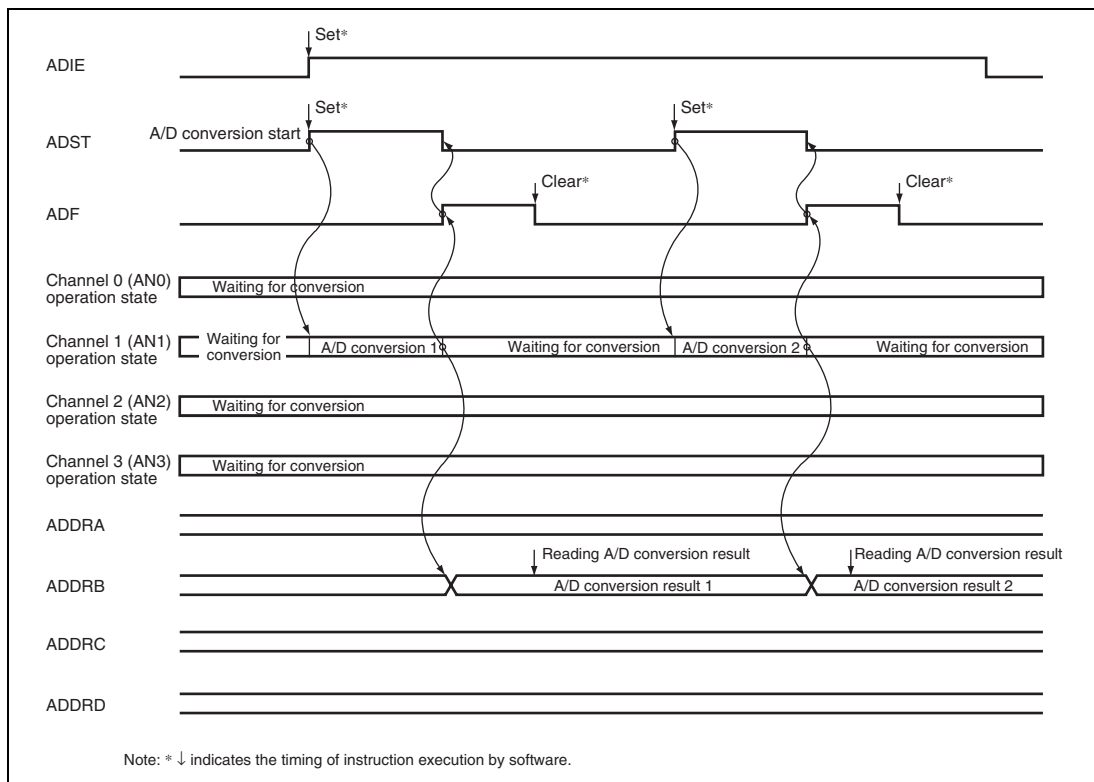 Set*
ADIE
Set*
Set*
A/D conversion start
ADST
Clear*
Clear*
ADF
Channel 0 (AN0)
operation state
Waiting for conversion
Channel 1 (AN1)
operation state
Waiting for
conversion
A/D conversion 1
Waiting for conversion
A/D conversion 2
Waiting for conversion
Channel 2 (AN2)
operation state
Waiting for conversion
Channel 3 (AN3)
operation state
Waiting for conversion
ADDRA
Reading A/D conversion result
Reading A/D conversion result
ADDRB
A/D conversion result 1
A/D conversion result 2
ADDRC
ADDRD
Note: * ↓ indicates the timing of instruction execution by software.